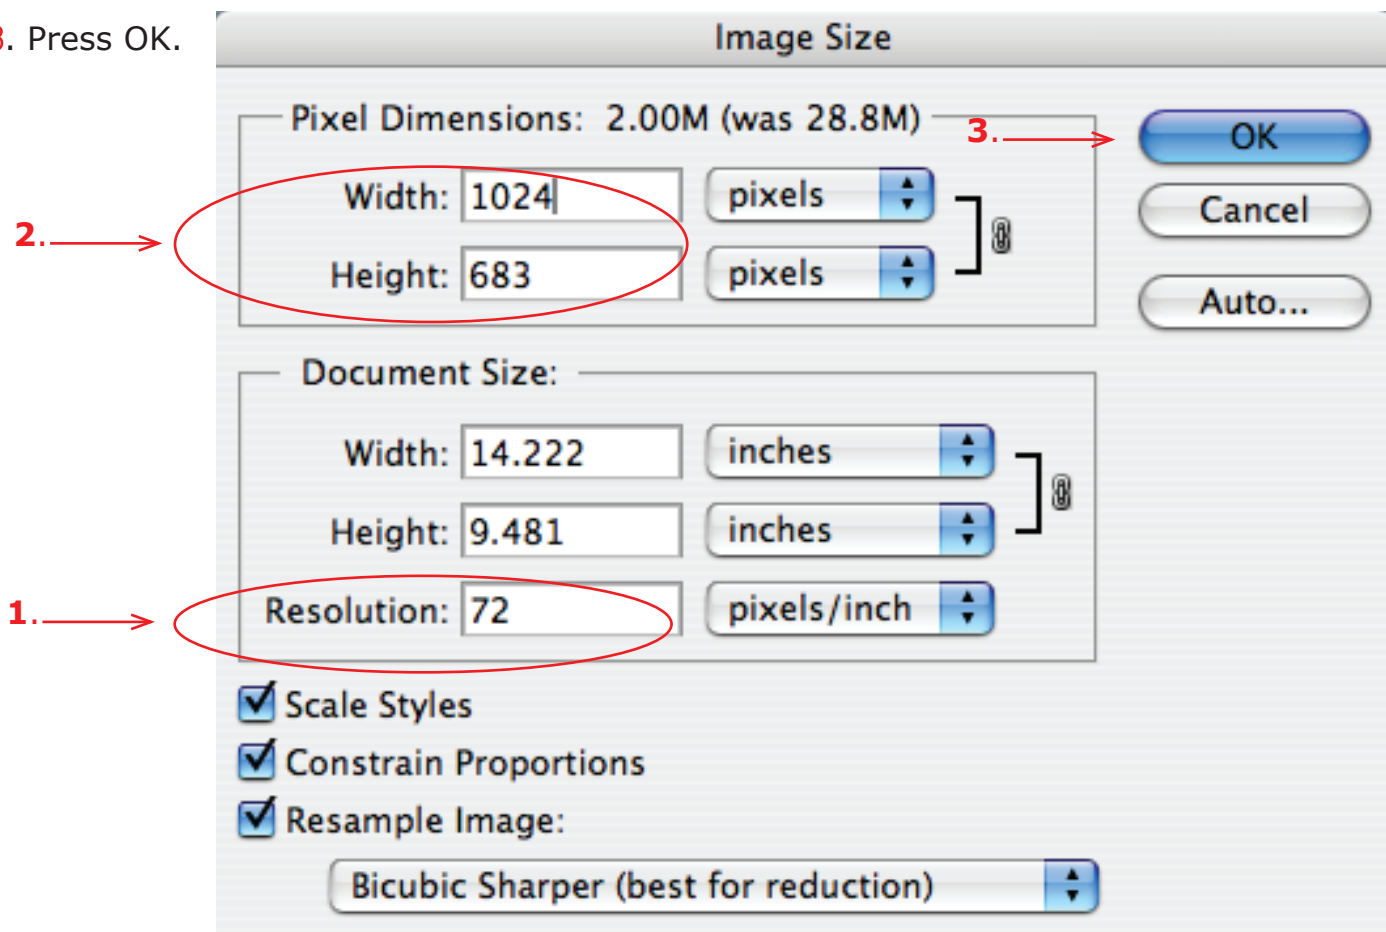 3. Press OK.
Image Size
Pixel Dimensions: 2.00M (was 28.8M)
3.
OK
Width: 1024 pixels
Cancel
2.
Height: 683 pixels
Auto...
Document Size:
Width: 14.222 inches
Height: 9.481 inches
1.
Resolution: 72 pixels/inch
Scale Styles
Constrain Proportions
Resample Image:
Bicubic Sharper (best for reduction)